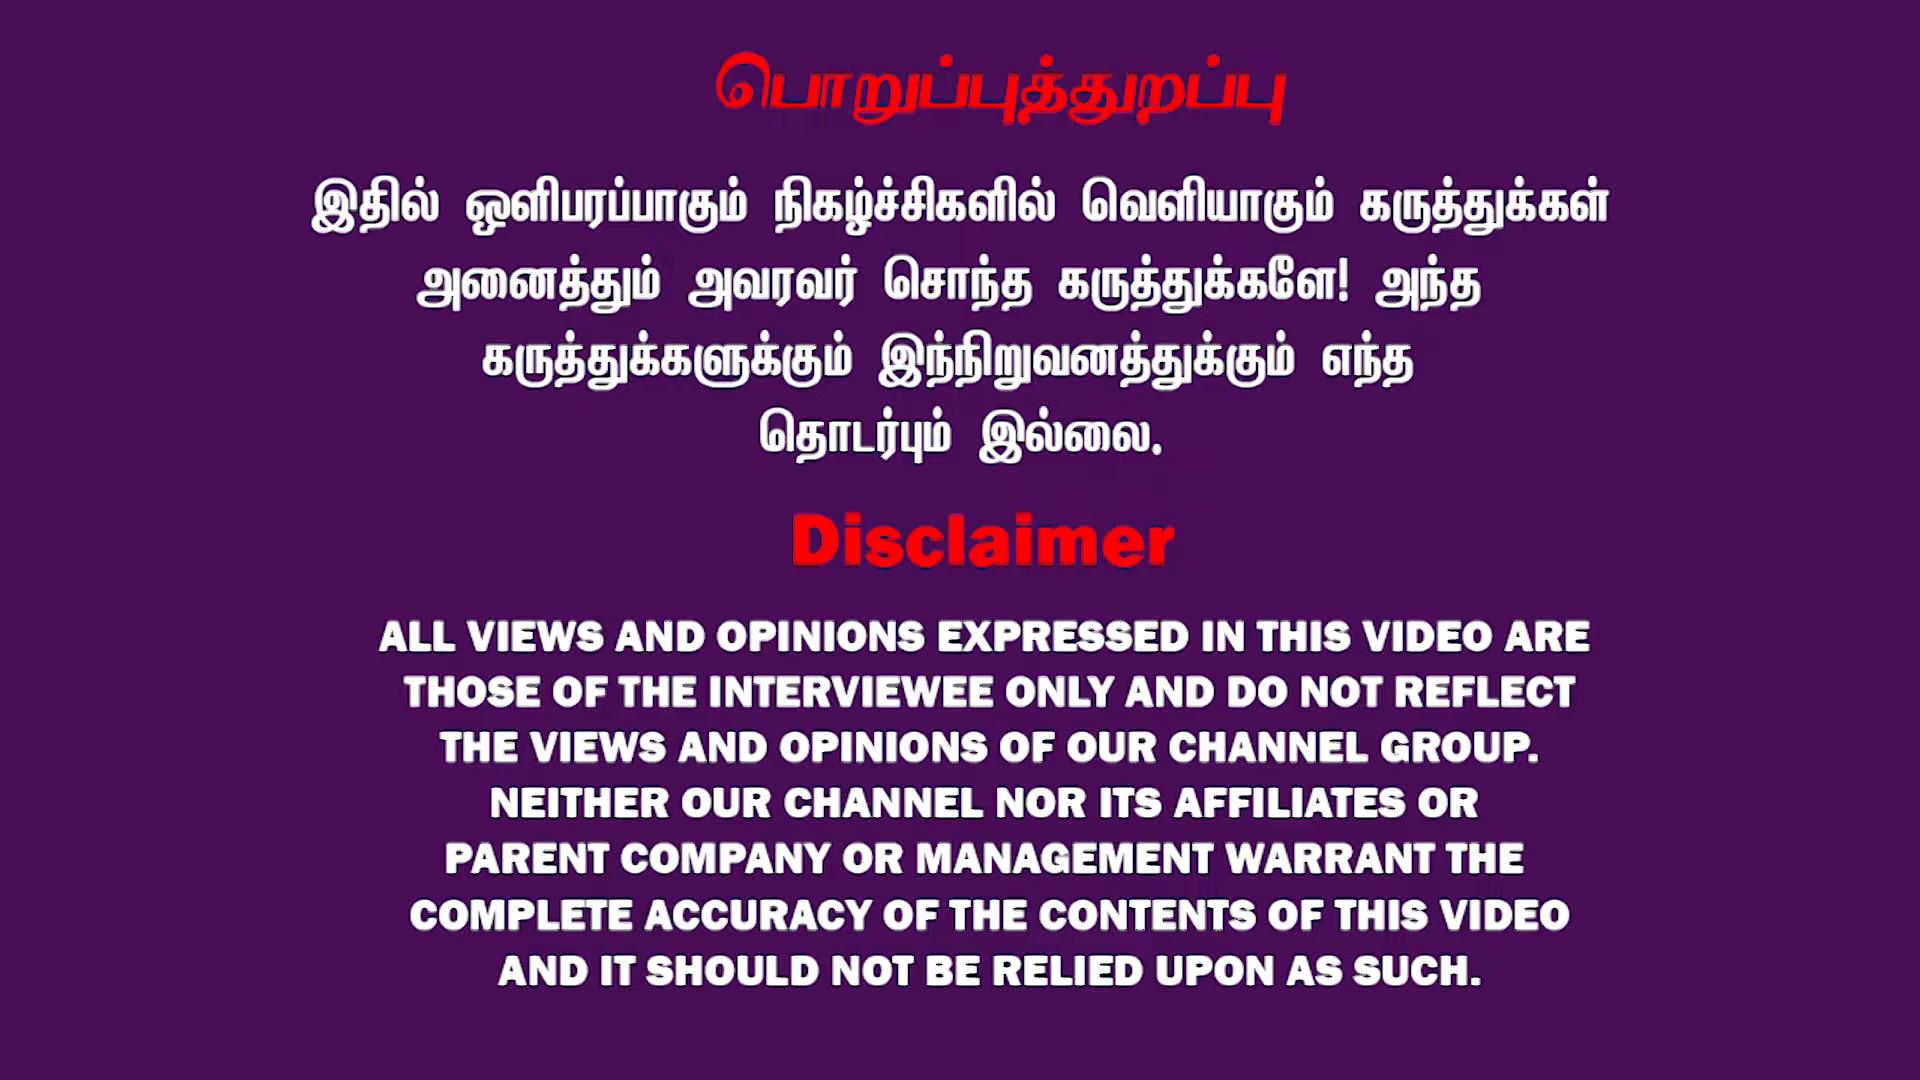 பொறுப்புத்துறப்பு
இதில் ஒளிபரப்பாகும் நிகழ்ச்சிகளில் வெளியாகும் கருத்துக்கள்
அனைத்தும் அவரவர் சொந்த கருத்துக்களே! அந்த
கருத்துக்களுக்கும் இந்நிறுவனத்துக்கும் எந்த
தொடர்பும் இல்லை.
Disclaimer
ALL VIEWS AND OPINIONS EXPRESSED IN THIS VIDEO ARE
THOSE OF THE INTERVIEWEE ONLY AND DO NOT REFLECT
THE VIEWS AND OPINIONS OF OUR CHANNEL GROUP.
NEITHER OUR CHANNEL NOR ITS AFFILIATES OR
PARENT COMPANY OR MANAGEMENT WARRANT THE
COMPLETE ACCURACY OF THE CONTENTS OF THIS VIDEO
AND IT SHOULD NOT BE RELIED UPON AS SUCH.